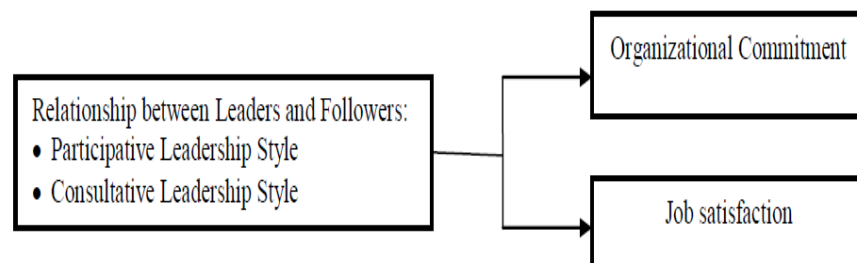 Organizational Commitment
Relationship between Leaders and Followers:
• Participative Leadership Style
• Consultative Leadership Style
Job satisfaction